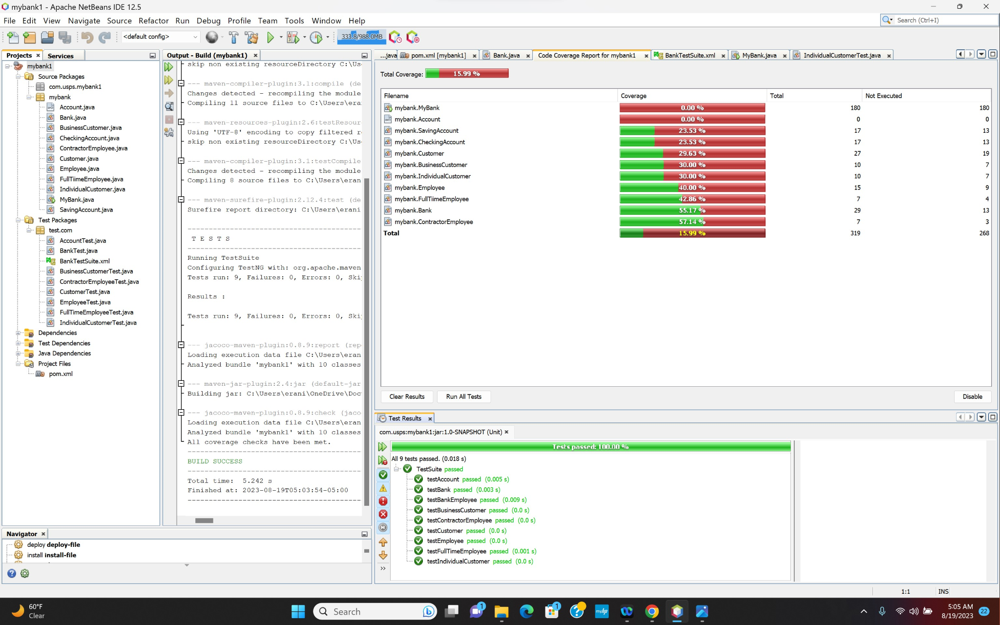 mybank1 - Apache NetBeans IDE 12.5
File Edit View Navigate Source Refactor Run Debug Profile Team Tools Window Help
Search (Ctrl+I)
<default config>
333.8/988.0MB
Projects
Services
mybank1
Source Packages
com.usps.mybank1
mybank
Account.java
Bank.java
BusinessCustomer.java
CheckingAccount.java
ContractorEmployee.java
Customer.java
Employee.java
FullTiimeEmployee.java
IndividualCustomer.java
MyBank.java
SavingAccount.java
Test Packages
test.com
AccountTest.java
BankTest.java
BankTestSuite.xml
BusinessCustomerTest.java
ContractorEmployeeTest.java
CustomerTest.java
EmployeeTest.java
FullTimeEmployeeTest.java
IndividualCustomerTest.java
Dependencies
Test Dependencies
Java Dependencies
Project Files
pom.xml
Navigator
deploy deploy-file
install install-file
Output - Build (mybank1)
skip non existing resourceDirectory C:\Us
--- maven-compiler-plugin:3.1:compile (de
Changes detected - recompiling the module
Compiling 11 source files to C:\Users\era
--- maven-resources-plugin:2.6:testResour
Using 'UTF-8' encoding to copy filtered r
skip non existing resourceDirectory C:\Us
--- maven-compiler-plugin:3.1:testCompile
Changes detected - recompiling the module
Compiling 8 source files to C:\Users\eran
--- maven-surefire-plugin:2.12.4:test (de
Surefire report directory: C:\Users\erani
------------------------------------------
T E S T S
------------------------------------------
Running TestSuite
Configuring TestNG with: org.apache.maven
Tests run: 9, Failures: 0, Errors: 0, Ski
Results :
Tests run: 9, Failures: 0, Errors: 0, Ski
--- jacoco-maven-plugin:0.8.9:report (rep
Loading execution data file C:\Users\eran
Analyzed bundle 'mybank1' with 10 classes
--- maven-jar-plugin:2.4:jar (default-jar
Building jar: C:\Users\erani\OneDrive\Doc
--- jacoco-maven-plugin:0.8.9:check (jaco
Loading execution data file C:\Users\eran
Analyzed bundle 'mybank1' with 10 classes
All coverage checks have been met.
------------------------------------------
BUILD SUCCESS
------------------------------------------
Total time:  5.242 s
Finished at: 2023-08-19T05:03:54-05:00
------------------------------------------
...java pom.xml [mybank1] Bank.java Code Coverage Report for mybank1 BankTestSuite.xml MyBank.java IndividualCustomerTest.java
Total Coverage: 15.99 %
Filename Coverage Total Not Executed
mybank.MyBank 0.00 % 180 180
mybank.Account 0.00 % 0 0
mybank.SavingAccount 23.53 % 17 13
mybank.CheckingAccount 23.53 % 17 13
mybank.Customer 29.63 % 27 19
mybank.BusinessCustomer 30.00 % 10 7
mybank.IndividualCustomer 30.00 % 10 7
mybank.Employee 40.00 % 15 9
mybank.FullTiimeEmployee 42.86 % 7 4
mybank.Bank 55.17 % 29 13
mybank.ContractorEmployee 57.14 % 7 3
Total 15.99 % 319 268
Clear Results Run All Tests Disable
Test Results
com.usps:mybank1:jar:1.0-SNAPSHOT (Unit)
Tests passed: 100.00 %
All 9 tests passed. (0.018 s)
TestSuite passed
testAccount passed (0.005 s)
testBank passed (0.003 s)
testBankEmployee passed (0.009 s)
testBusinessCustomer passed (0.0 s)
testContractorEmployee passed (0.0 s)
testCustomer passed (0.0 s)
testEmployee passed (0.0 s)
testFullTimeEmployee passed (0.001 s)
testIndividualCustomer passed (0.0 s)
1:1 INS
60°F
Clear
Search
1
1
myhp
5:05 AM
8/19/2023
22